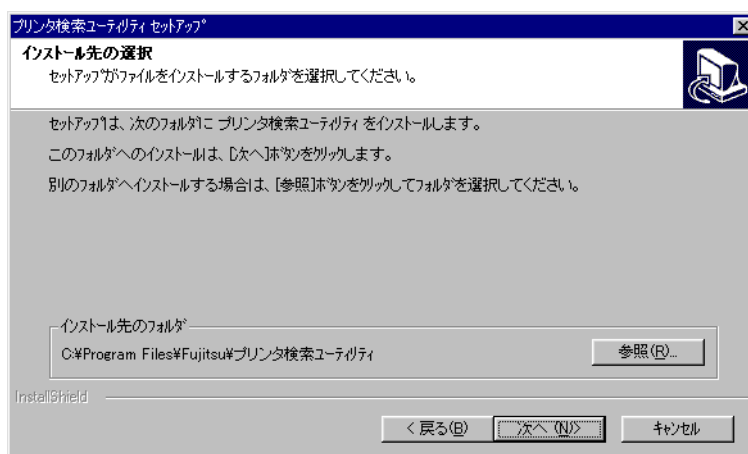 プリンタ検索ユーティリティ セットアップ
インストール先の選択
セットアップがファイルをインストールするフォルダを選択してください。
セットアップは、次のフォルダに プリンタ検索ユーティリティ をインストールします。
このフォルダへのインストールは、[次へ]ボタンをクリックします。
別のフォルダへインストールする場合は、[参照]ボタンをクリックしてフォルダを選択してください。
インストール先のフォルダ
C:¥Program Files¥Fujitsu¥プリンタ検索ユーティリティ
参照(R)...
InstallShield
< 戻る(B)
次へ (N)>
キャンセル